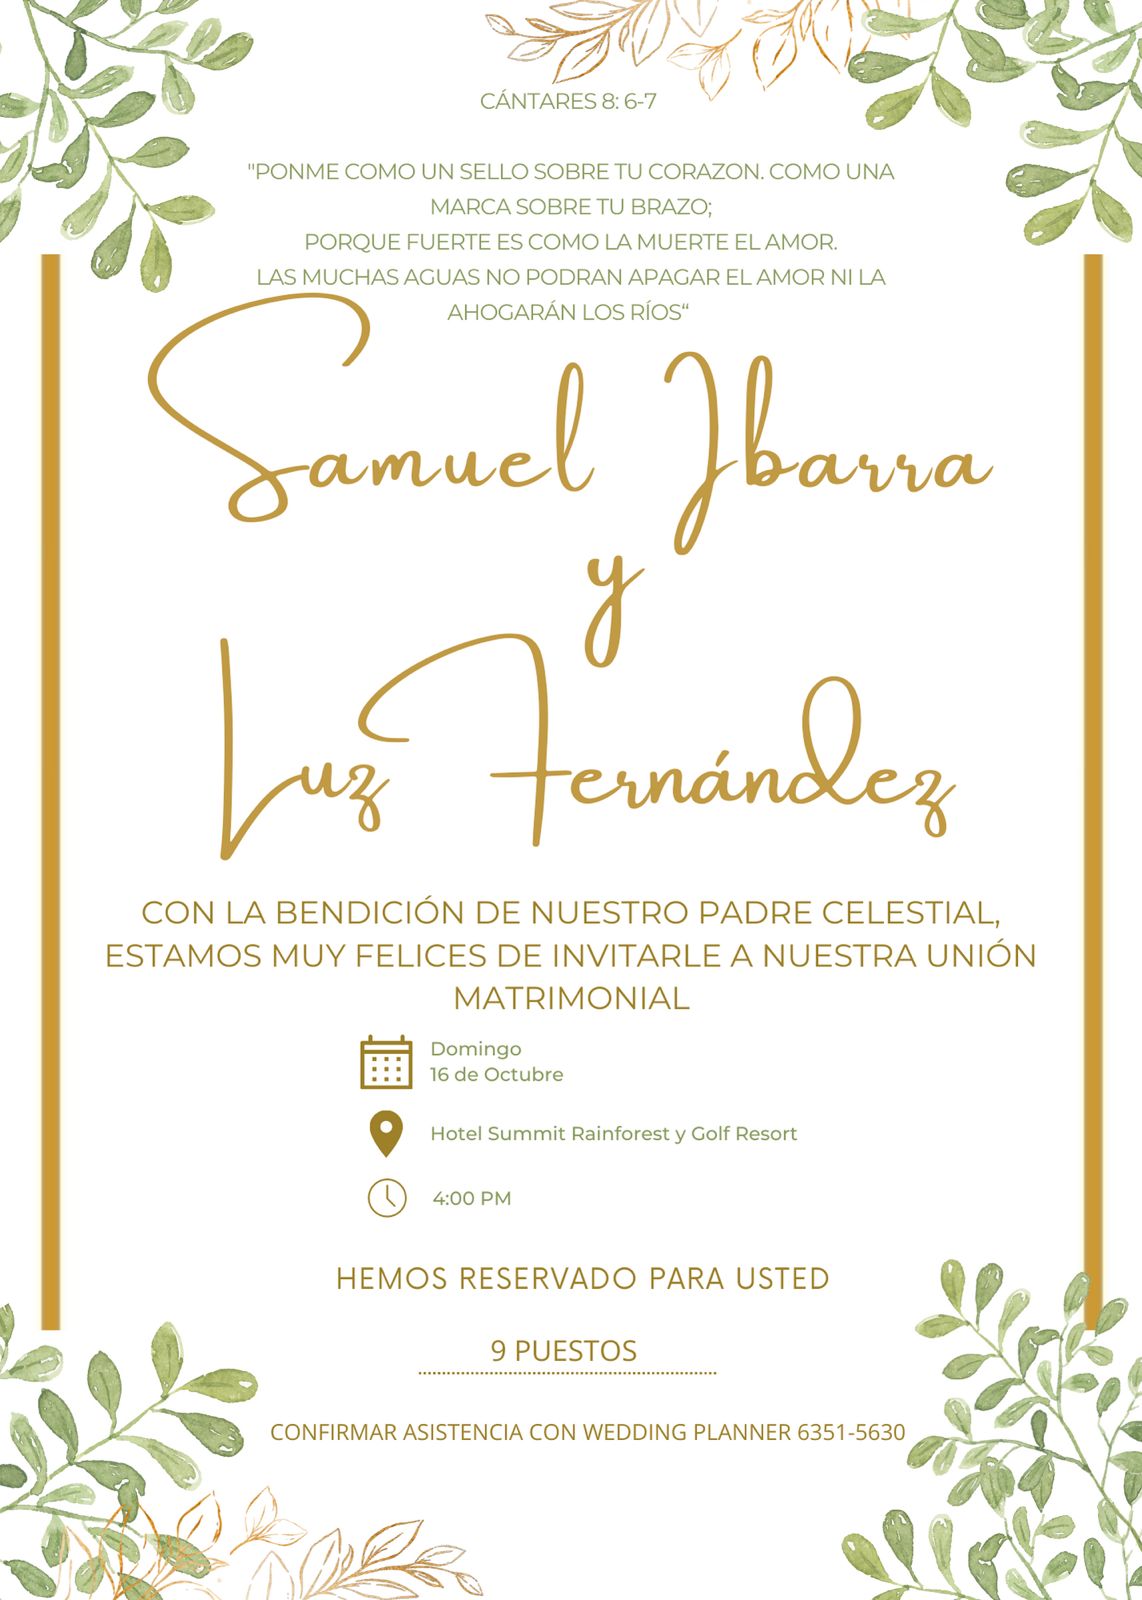 CÁNTARES 8: 6-7
"PONME COMO UN SELLO SOBRE TU CORAZON. COMO UNA
MARCA SOBRE TU BRAZO;
PORQUE FUERTE ES COMO LA MUERTE EL AMOR.
LAS MUCHAS AGUAS NO PODRAN APAGAR EL AMOR NI LA
AHOGARÁN LOS RÍOS“
Samuel Ibarra
y
Luz Fernández
CON LA BENDICIÓN DE NUESTRO PADRE CELESTIAL,
ESTAMOS MUY FELICES DE INVITARLE A NUESTRA UNIÓN
MATRIMONIAL
Domingo
16 de Octubre
Hotel Summit Rainforest y Golf Resort
4:00 PM
HEMOS RESERVADO PARA USTED
9 PUESTOS
CONFIRMAR ASISTENCIA CON WEDDING PLANNER 6351-5630